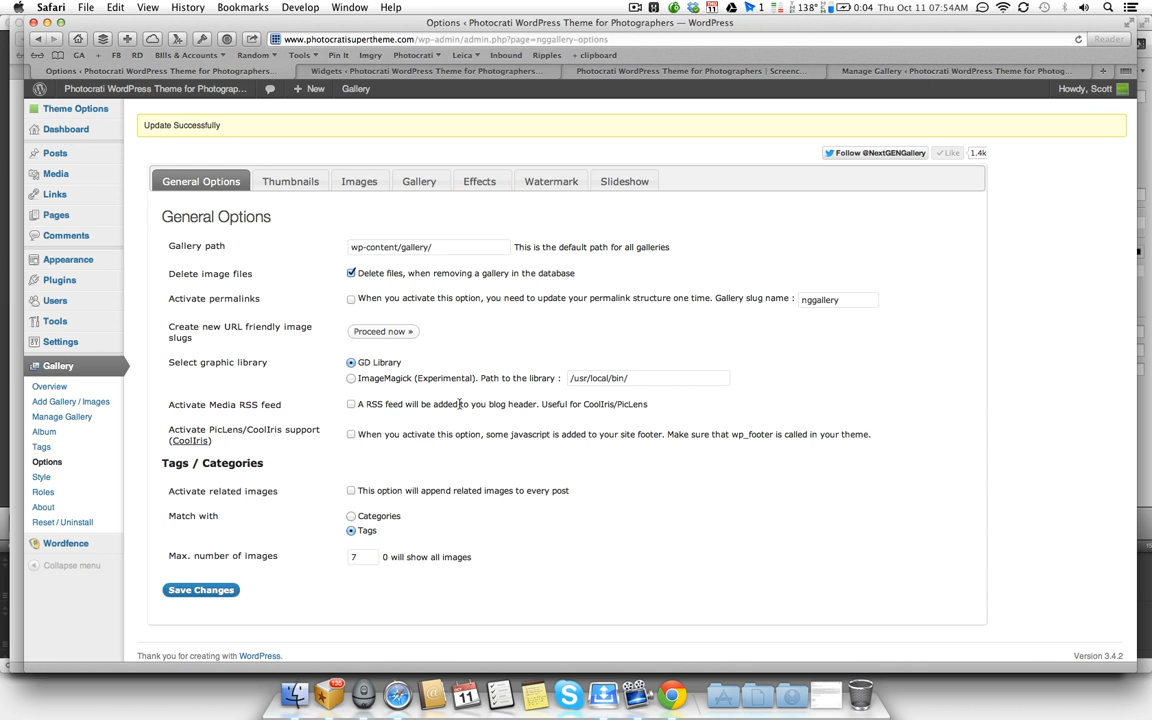 Safari File Edit View History Bookmarks Develop Window Help 1 138° 0:04 Thu Oct 11 07:54AM
Options ‹ Photocrati WordPress Theme for Photographers — WordPress
www.photocratisupertheme.com/wp-admin/admin.php?page=nggallery-options Reader
GA + FB RD Bills & Accounts Random Tools Pin It Imgry Photocrati Leica Inbound Ripples + clipboard
Options ‹ Photocrati WordPress Theme for Photographers... Widgets ‹ Photocrati WordPress Theme for Photographers... Photocrati WordPress Theme for Photographers | Screenc... Manage Gallery ‹ Photocrati WordPress Theme for Photog...
Photocrati WordPress Theme for Photograp... + New Gallery Howdy, Scott
Theme Options
Dashboard
Posts
Media
Links
Pages
Comments
Appearance
Plugins
Users
Tools
Settings
Gallery
Overview
Add Gallery / Images
Manage Gallery
Album
Tags
Options
Style
Roles
About
Reset / Uninstall
Wordfence
Collapse menu
Update Successfully
Follow @NextGENGallery Like 1.4k
General Options Thumbnails Images Gallery Effects Watermark Slideshow
General Options
Gallery path wp-content/gallery/ This is the default path for all galleries
Delete image files Delete files, when removing a gallery in the database
Activate permalinks When you activate this option, you need to update your permalink structure one time. Gallery slug name : nggallery
Create new URL friendly image
slugs Proceed now »
Select graphic library GD Library
ImageMagick (Experimental). Path to the library : /usr/local/bin/
Activate Media RSS feed A RSS feed will be added to you blog header. Useful for CoolIris/PicLens
Activate PicLens/CoolIris support
(CoolIris) When you activate this option, some javascript is added to your site footer. Make sure that wp_footer is called in your theme.
Tags / Categories
Activate related images This option will append related images to every post
Match with Categories
Tags
Max. number of images 7 0 will show all images
Save Changes
Thank you for creating with WordPress. Version 3.4.2
135
OCT 11